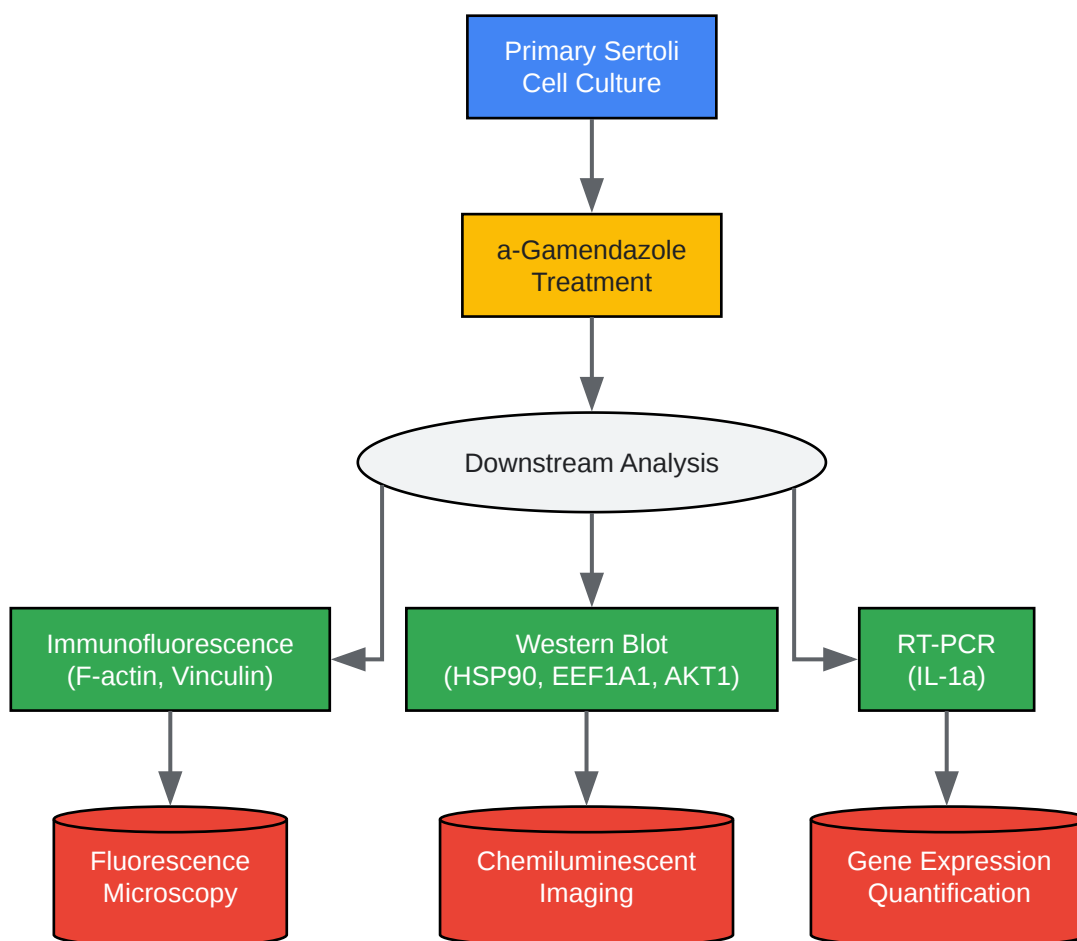 Primary Sertoli
Cell Culture
a-Gamendazole
Treatment
Downstream Analysis
Immunofluorescence
(F-actin, Vinculin)
Western Blot
(HSP90, EEF1A1, AKT1)
RT-PCR
(IL-1a)
Fluorescence
Microscopy
Chemiluminescent
Imaging
Gene Expression
Quantification